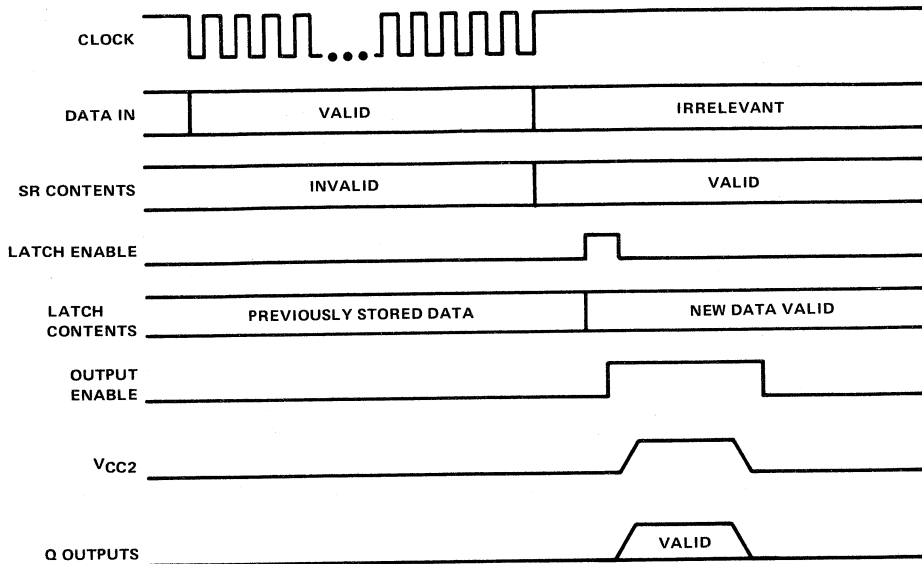 CLOCK
DATA IN
VALID
IRRELEVANT
SR CONTENTS
INVALID
VALID
LATCH ENABLE
LATCH
CONTENTS
PREVIOUSLY STORED DATA
NEW DATA VALID
OUTPUT
ENABLE
VCC2
Q OUTPUTS
VALID